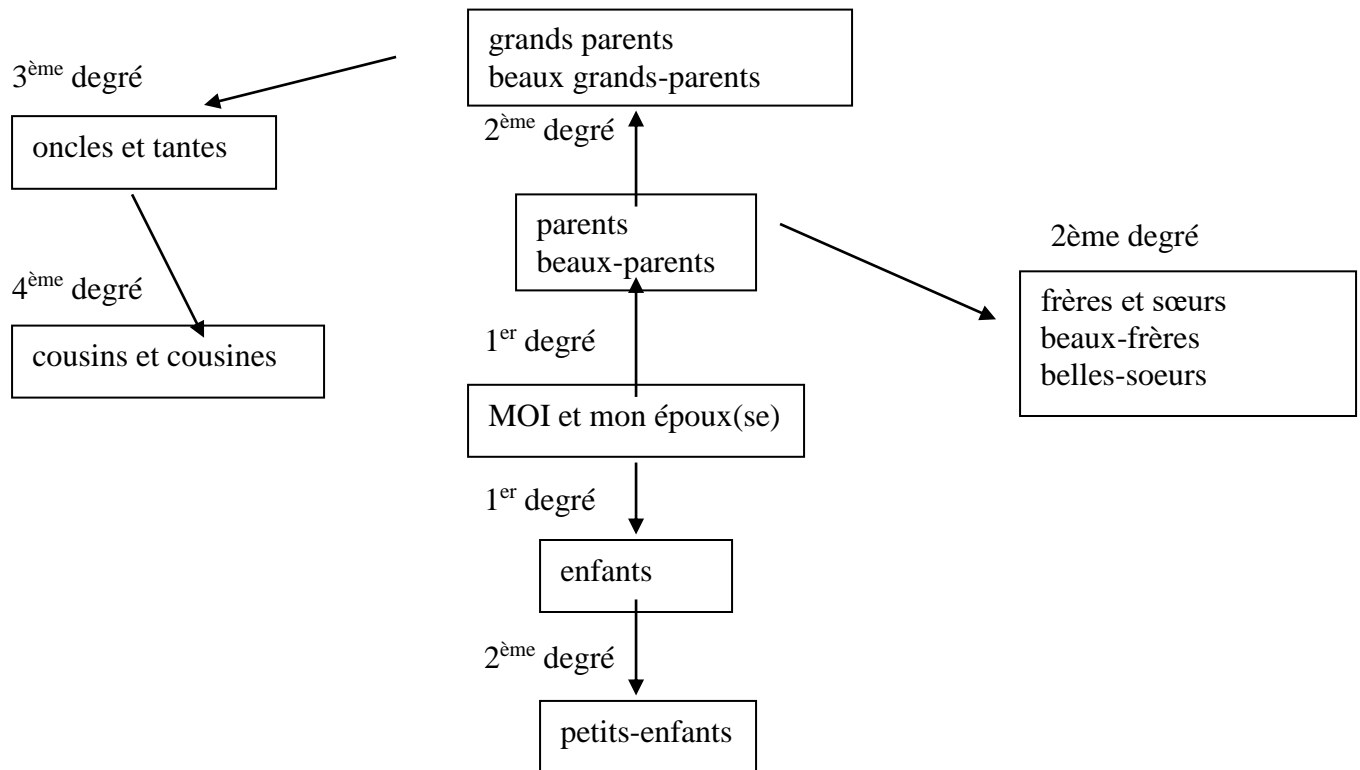 grands parents
beaux grands-parents
3ème degré
2ème degré
oncles et tantes
parents
beaux-parents
2ème degré
4ème degré
frères et sœurs
beaux-frères
belles-soeurs
cousins et cousines
1er degré
MOI et mon époux(se)
1er degré
enfants
2ème degré
petits-enfants